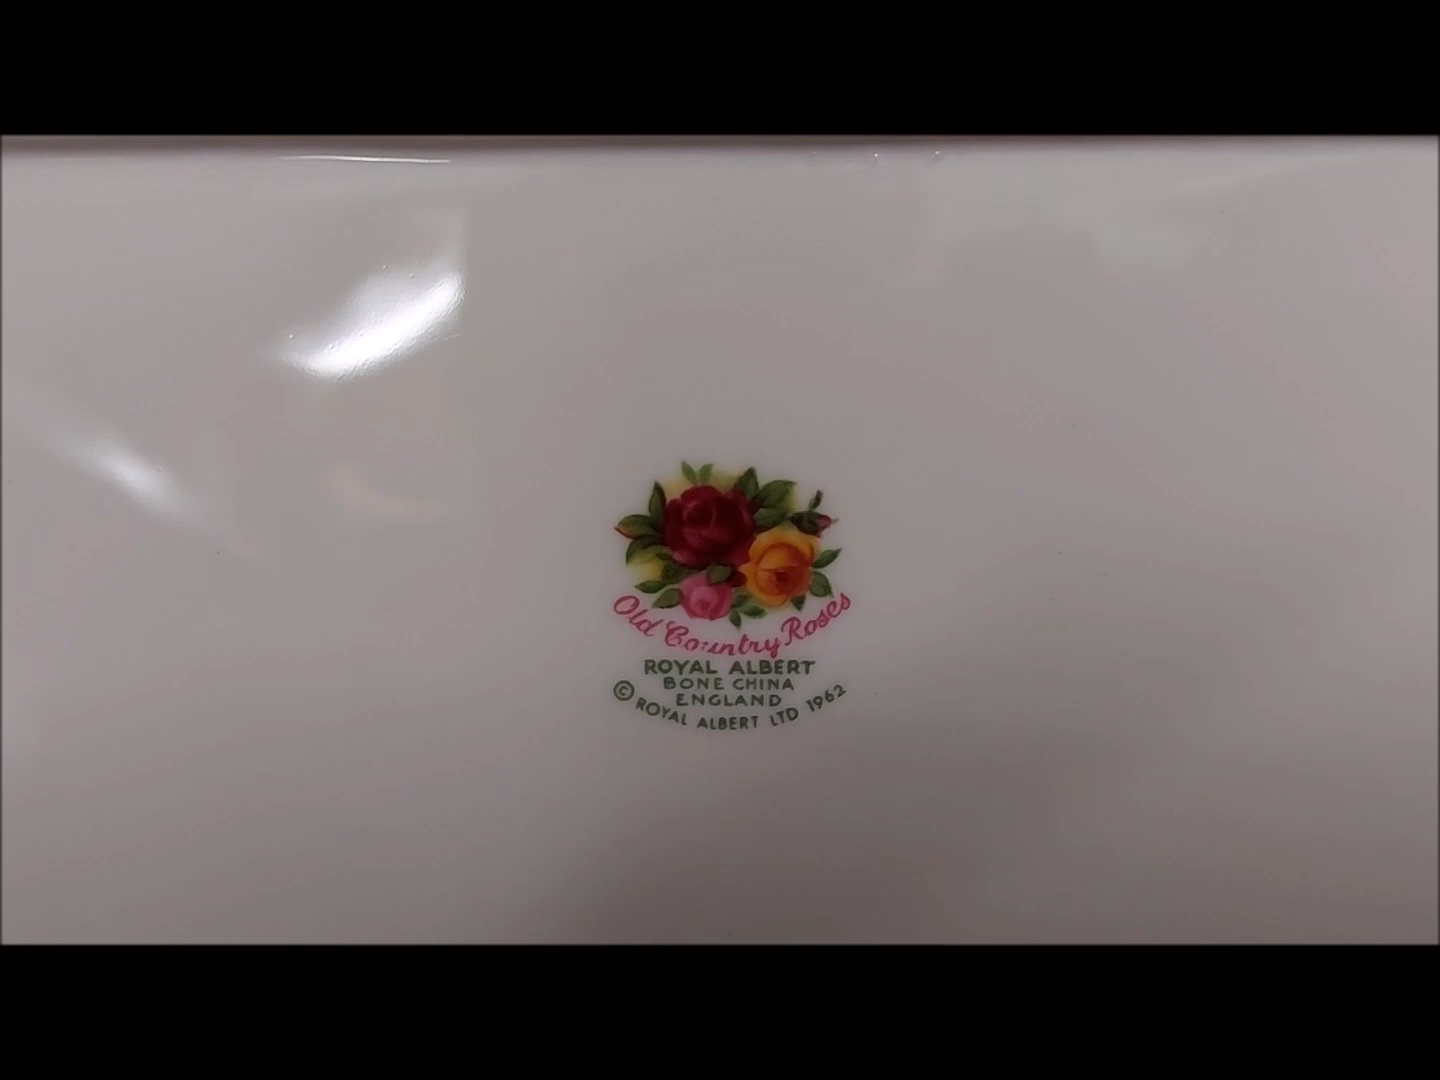 Old Country Roses
ROYAL ALBERT
BONE CHINA
ENGLAND
© ROYAL ALBERT LTD 1962